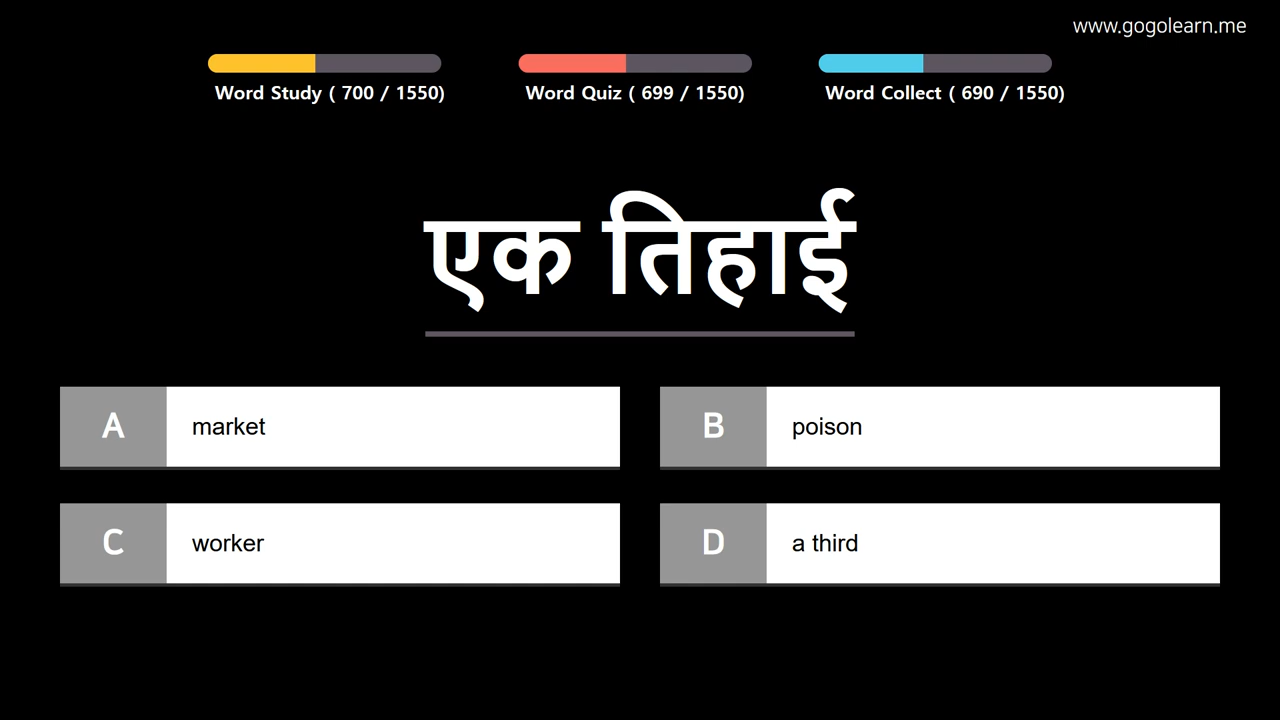 www.gogolearn.me
Word Study ( 700 / 1550)
Word Quiz ( 699 / 1550)
Word Collect ( 690 / 1550)
एक तिहाई
A market
B poison
C worker
D a third